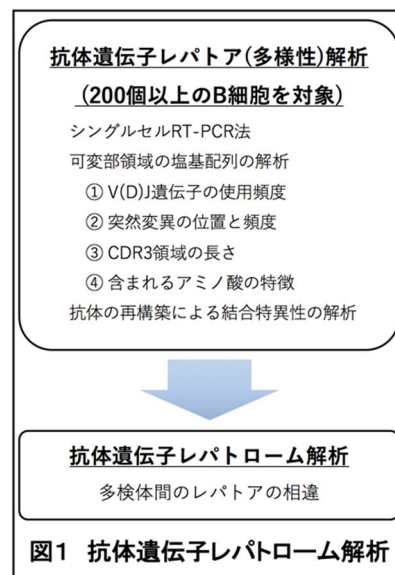 抗体遺伝子レパトア(多様性)解析
(200個以上のB細胞を対象)
シングルセルRT-PCR法
可変部領域の塩基配列の解析
① V(D)J遺伝子の使用頻度
② 突然変異の位置と頻度
③ CDR3領域の長さ
④ 含まれるアミノ酸の特徴
抗体の再構築による結合特異性の解析
抗体遺伝子レパトローム解析
多検体間のレパトアの相違
図1 抗体遺伝子レパトローム解析